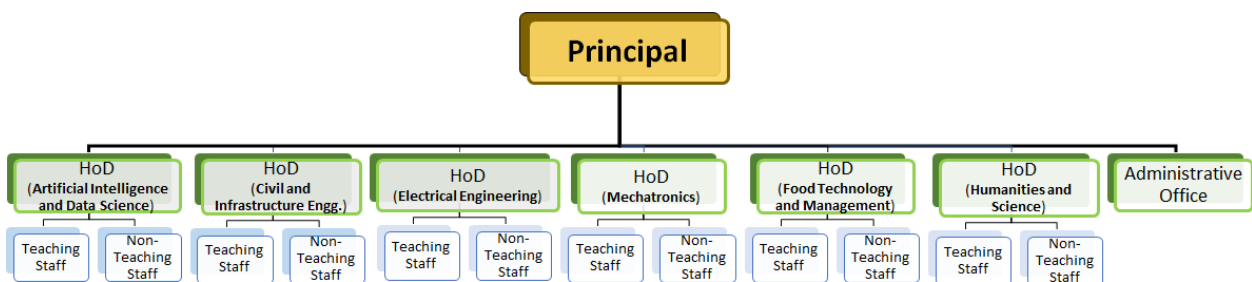 Principal
HoD
(Artificial Intelligence
and Data Science)
HoD
(Civil and
Infrastructure Engg.)
HoD
(Electrical Engineering)
HoD
(Mechatronics)
HoD
(Food Technology
and Management)
HoD
(Humanities and
Science)
Administrative
Office
Teaching
Staff
Non-
Teaching
Staff
Teaching
Staff
Non-
Teaching
Staff
Teaching
Staff
Non-
Teaching
Staff
Teaching
Staff
Non-
Teaching
Staff
Teaching
Staff
Non-
Teaching
Staff
Teaching
Staff
Non-
Teaching
Staff